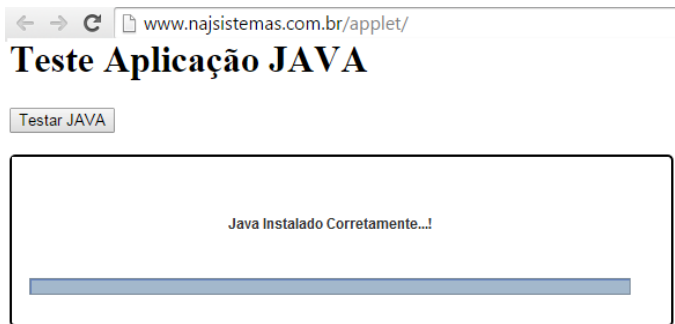 www.najsistemas.com.br/applet/
Teste Aplicação JAVA
Testar JAVA
Java Instalado Corretamente...!